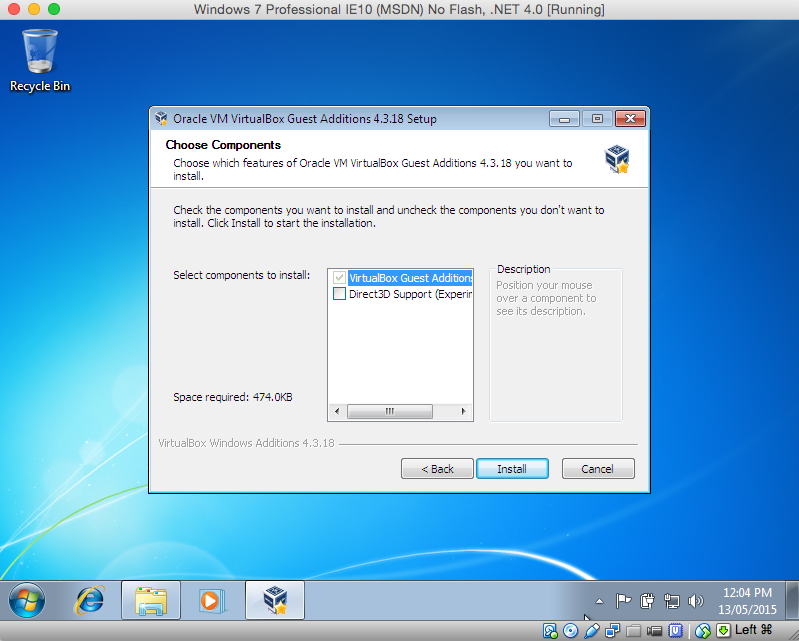 Windows 7 Professional IE10 (MSDN) No Flash, .NET 4.0 [Running]
Recycle Bin
Oracle VM VirtualBox Guest Additions 4.3.18 Setup
Choose Components
Choose which features of Oracle VM VirtualBox Guest Additions 4.3.18 you want to
install.
Check the components you want to install and uncheck the components you don't want to
install. Click Install to start the installation.
Select components to install:
VirtualBox Guest Additions
Direct3D Support (Experim
Description
Position your mouse
over a component to
see its description.
Space required: 474.0KB
VirtualBox Windows Additions 4.3.18
< Back
Install
Cancel
12:04 PM
13/05/2015
Left ⌘